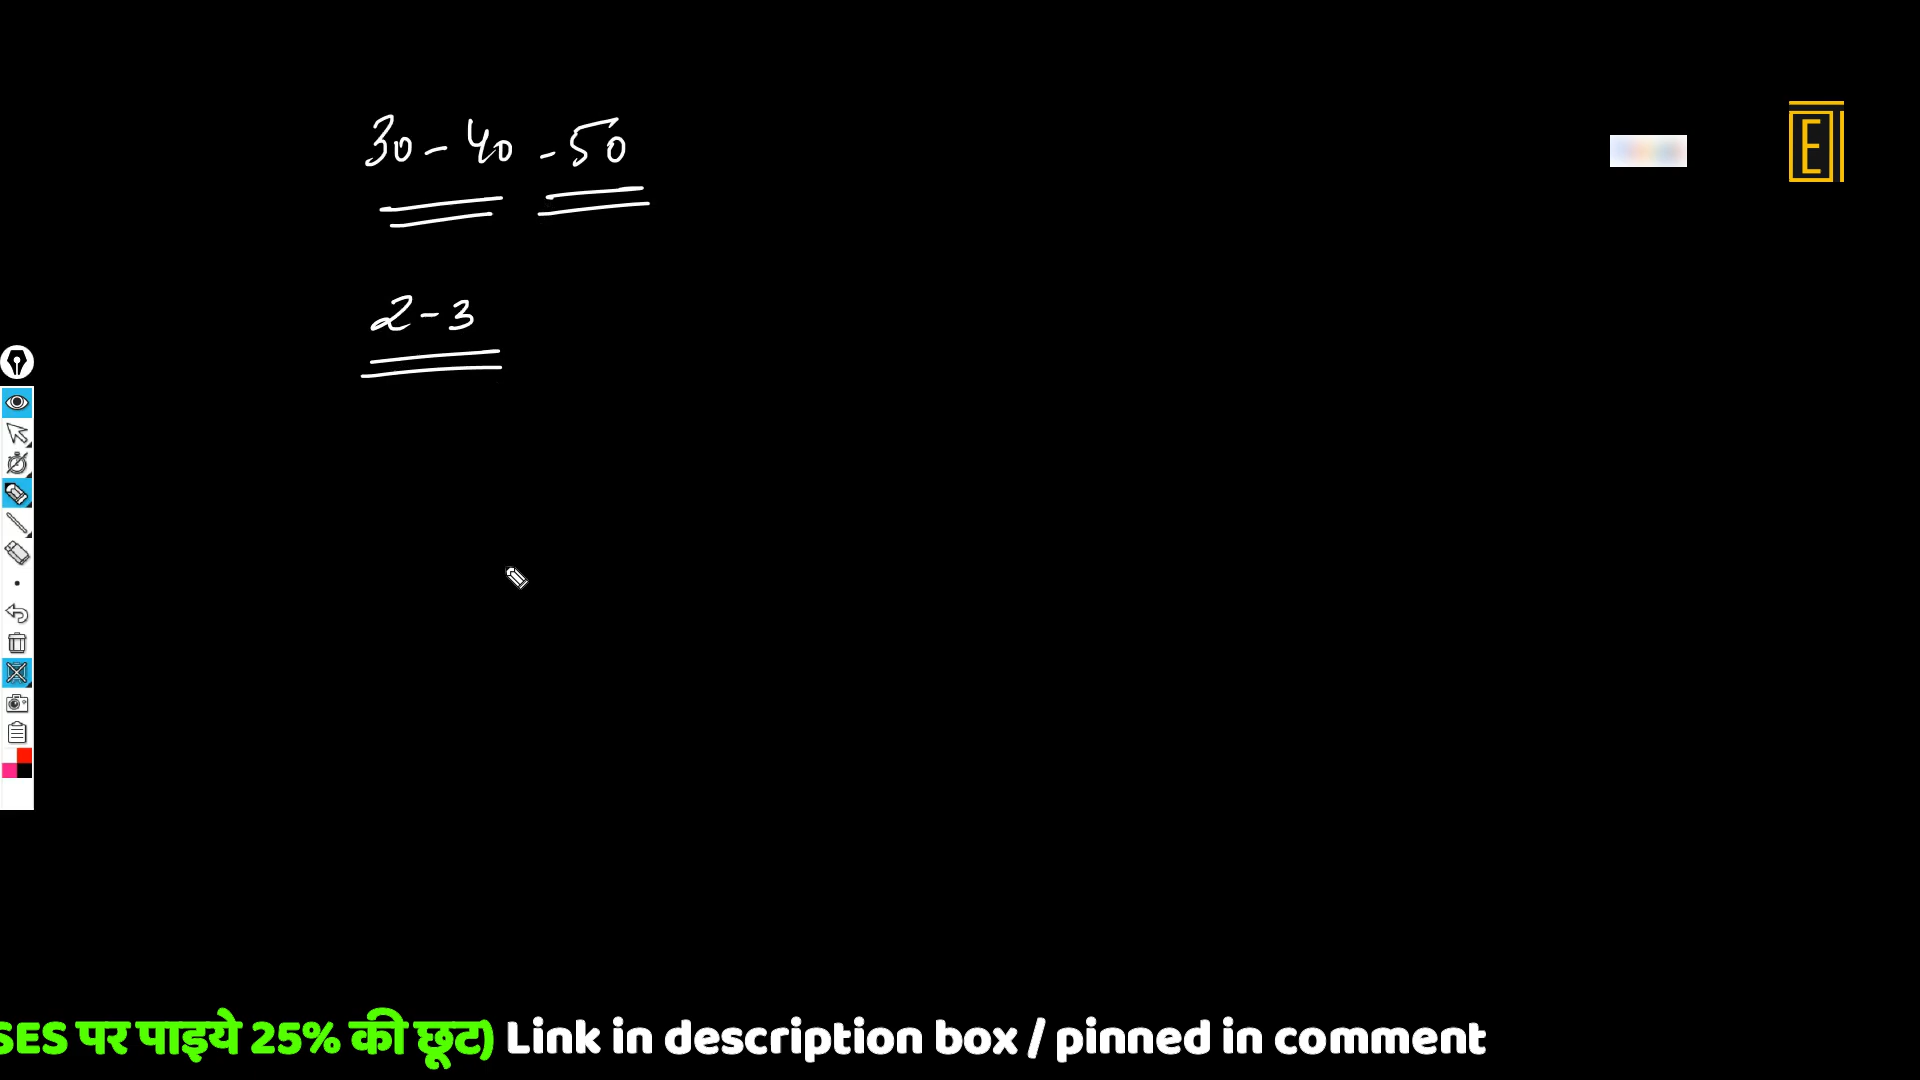 30 - 40 - 50
E
2 - 3
SES पर पाइये 25% की छूट) Link in description box / pinned in comment